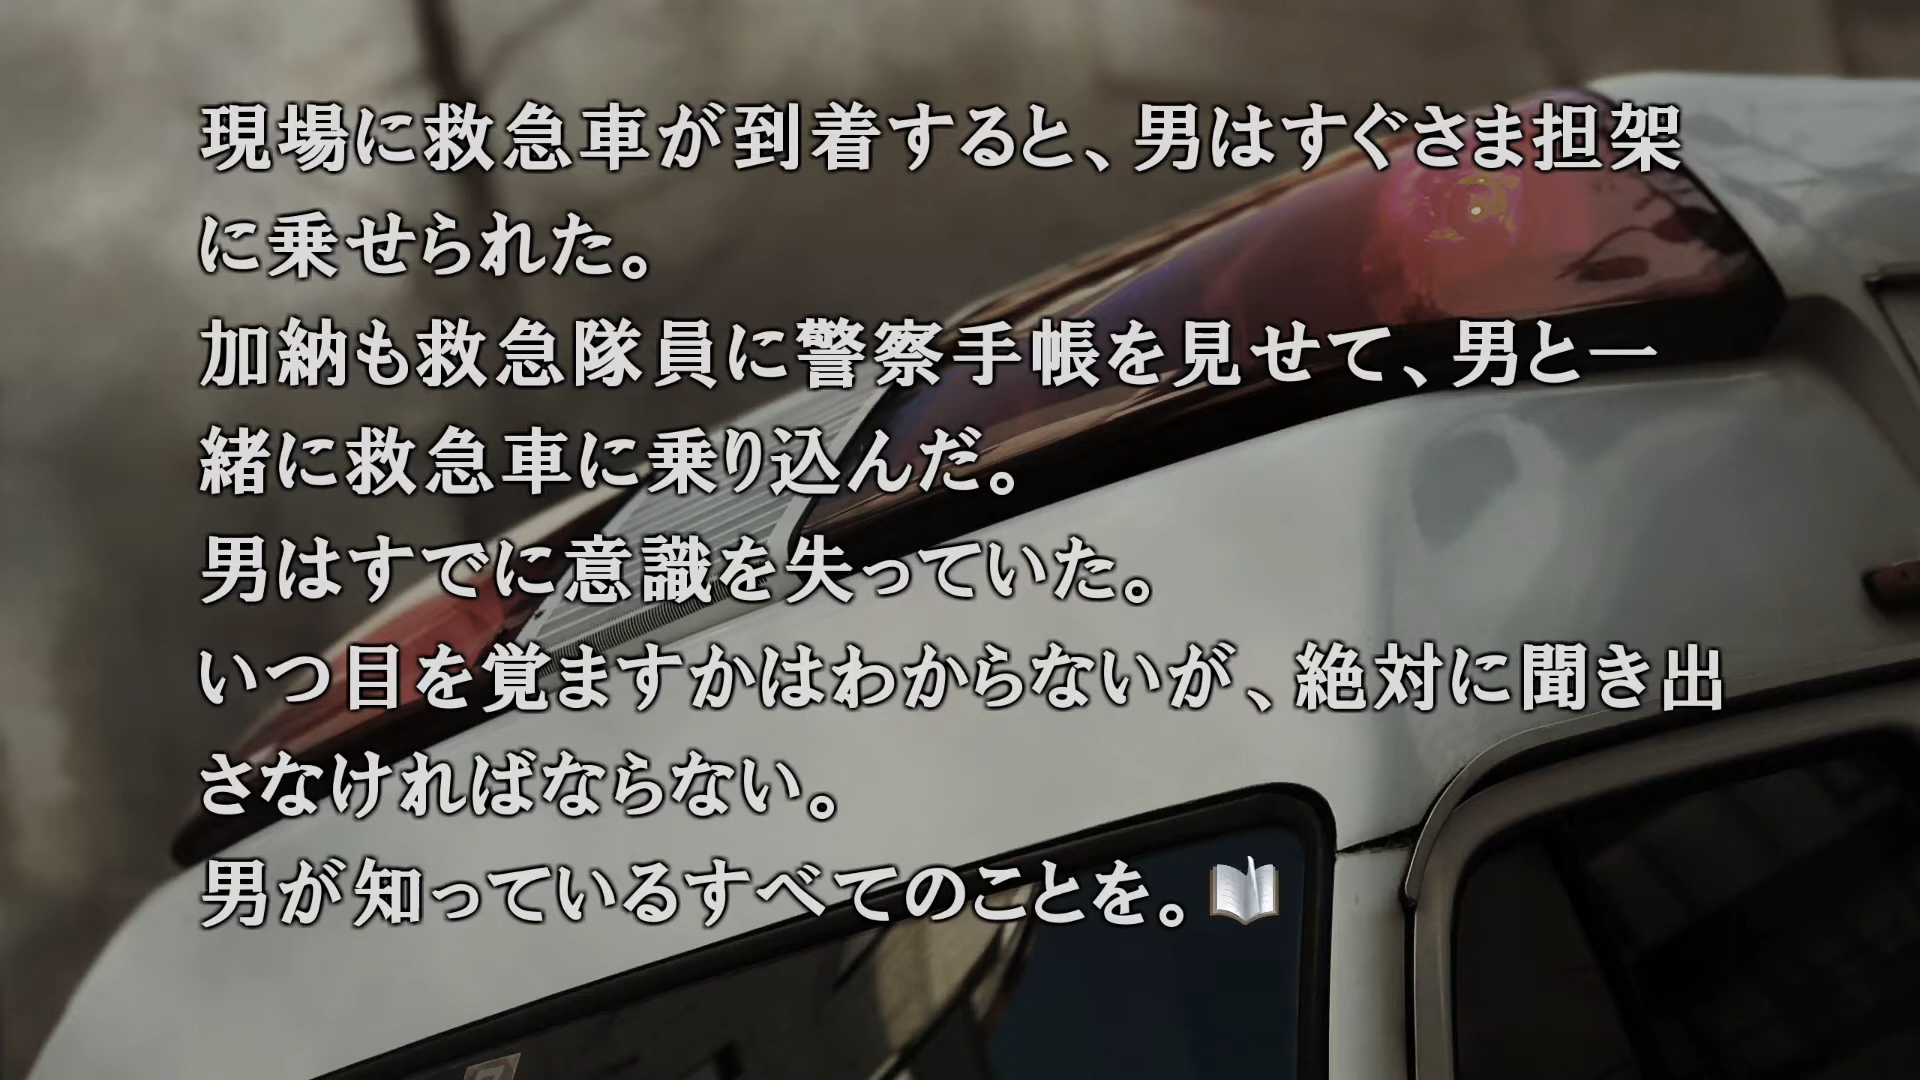 現場に救急車が到着すると、男はすぐさま担架
に乗せられた。
加納も救急隊員に警察手帳を見せて、男と一
緒に救急車に乗り込んだ。
男はすでに意識を失っていた。
いつ目を覚ますかはわからないが、絶対に聞き出
さなければならない。
男が知っているすべてのことを。